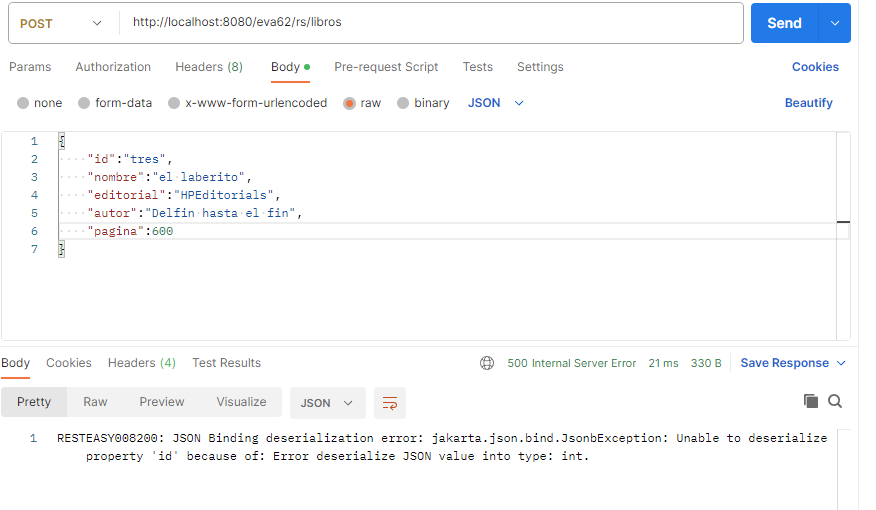 POST http://localhost:8080/eva62/rs/libros Send
Params Authorization Headers (8) Body Pre-request Script Tests Settings Cookies
none form-data x-www-form-urlencoded raw binary JSON Beautify
1 {
2 "id":"tres",
3 "nombre":"el laberito",
4 "editorial":"HPEditorials",
5 "autor":"Delfin hasta el fin",
6 "pagina":600
7 }
Body Cookies Headers (4) Test Results 500 Internal Server Error 21 ms 330 B Save Response
Pretty Raw Preview Visualize JSON
1 RESTEASY008200: JSON Binding deserialization error: jakarta.json.bind.JsonbException: Unable to deserialize
property 'id' because of: Error deserialize JSON value into type: int.